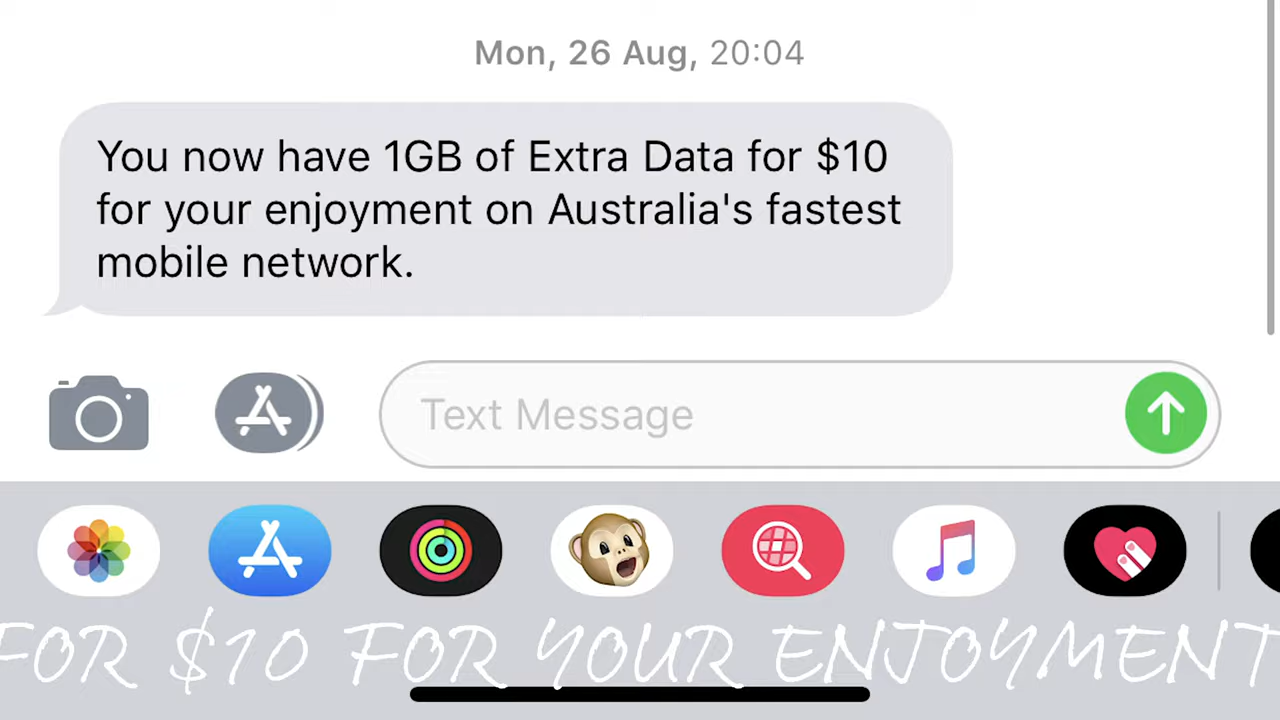 Mon, 26 Aug, 20:04
You now have 1GB of Extra Data for $10
for your enjoyment on Australia's fastest
mobile network.
Text Message
FOR $10 FOR YOUR ENJOYMENT